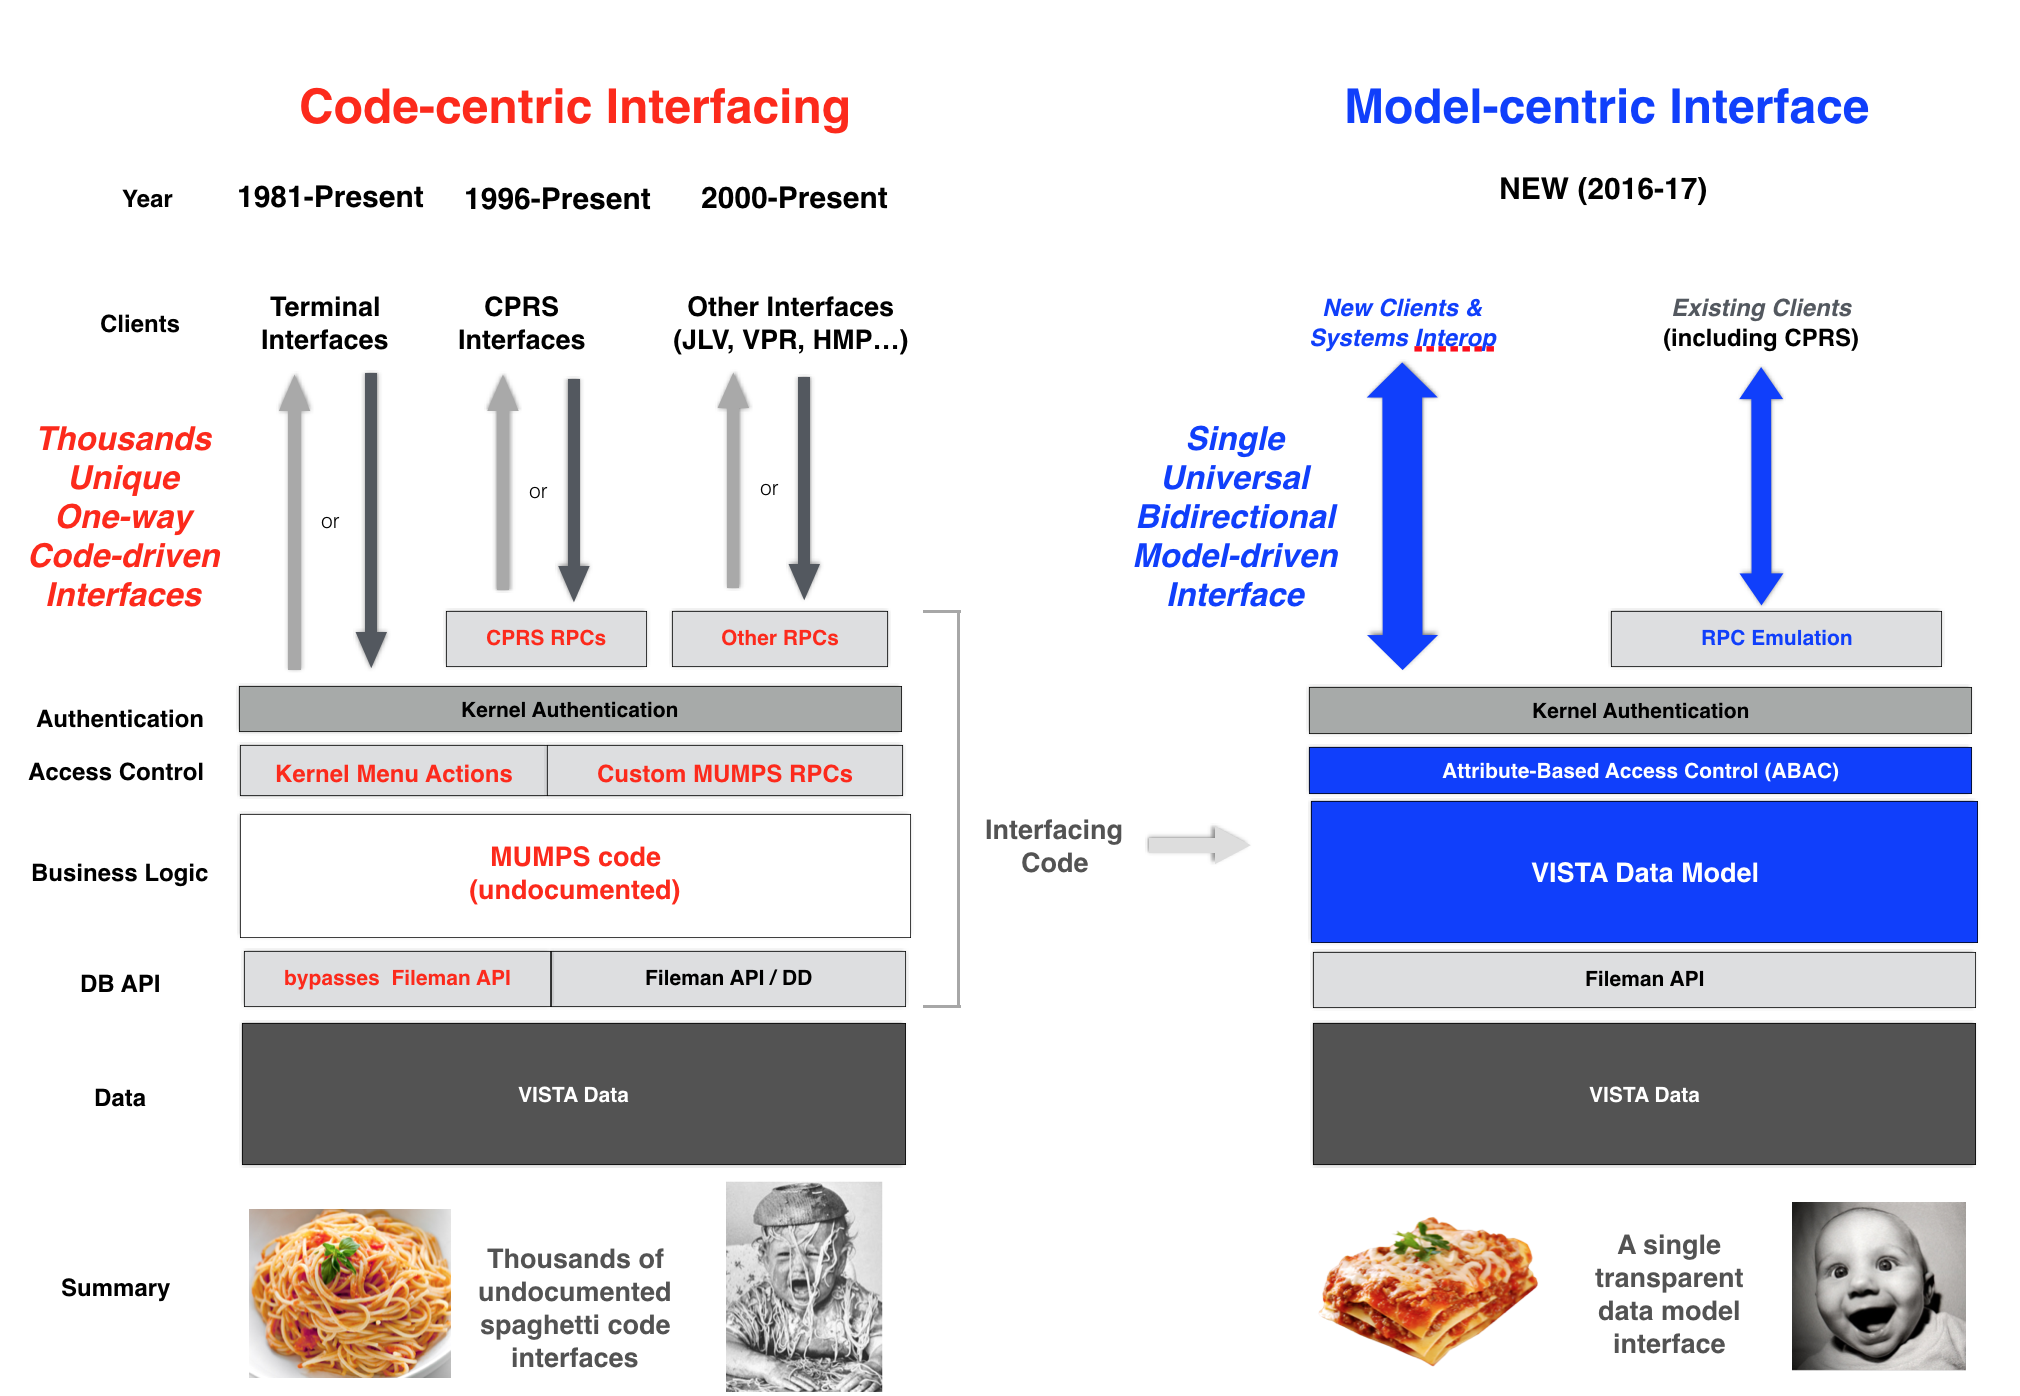 Code-centric Interfacing
Model-centric Interface
Year
1981-Present
1996-Present
2000-Present
NEW (2016-17)
Clients
Terminal
Interfaces
CPRS
Interfaces
Other Interfaces
(JLV, VPR, HMP...)
New Clients &
Systems Interop
Existing Clients
(including CPRS)
Thousands
Unique
One-way
Code-driven
Interfaces
or
or
or
Single
Universal
Bidirectional
Model-driven
Interface
CPRS RPCs
Other RPCs
RPC Emulation
Authentication
Kernel Authentication
Kernel Authentication
Access Control
Kernel Menu Actions
Custom MUMPS RPCs
Attribute-Based Access Control (ABAC)
Business Logic
MUMPS code
(undocumented)
Interfacing
Code
VISTA Data Model
DB API
bypasses  Fileman API
Fileman API / DD
Fileman API
Data
VISTA Data
VISTA Data
Summary
Thousands of
undocumented
spaghetti code
interfaces
A single
transparent
data model
interface